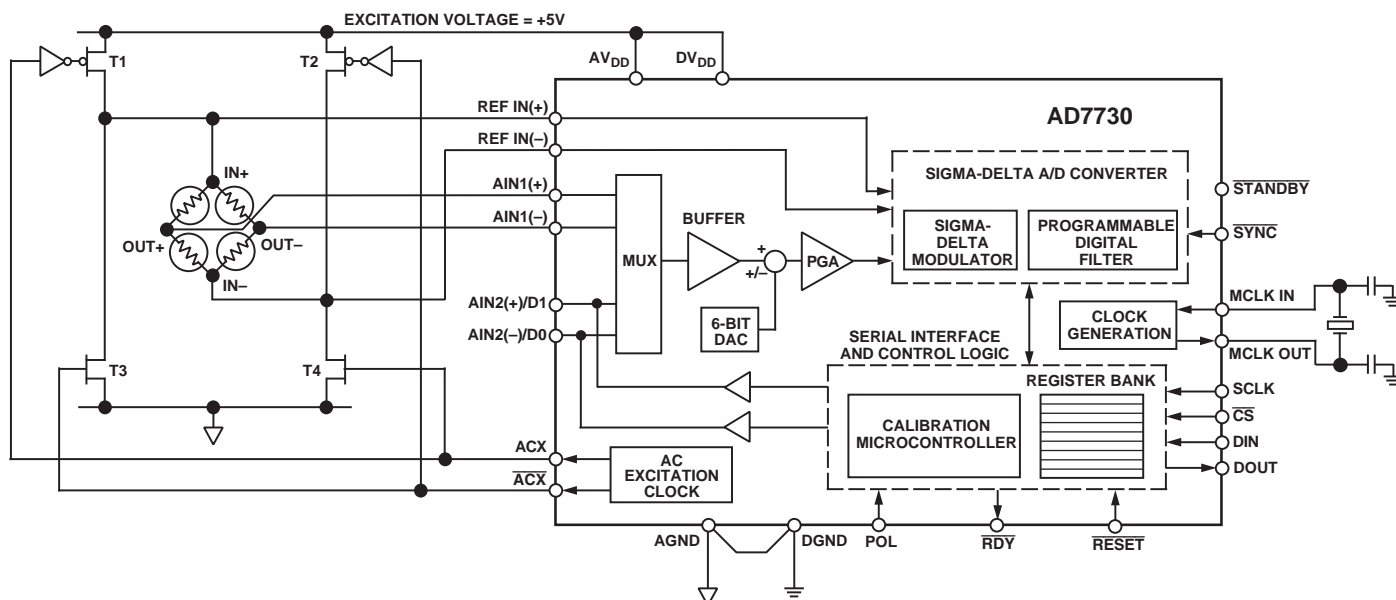 EXCITATION VOLTAGE = +5V
T1
T2
AVDD
DVDD
AD7730
REF IN(+)
REF IN(–)
AIN1(+)
AIN1(–)
AIN2(+)/D1
AIN2(–)/D0
IN+
OUT+
OUT–
IN–
T3
T4
MUX
BUFFER
+
+/–
PGA
6-BIT
DAC
SIGMA-DELTA A/D CONVERTER
SIGMA-
DELTA
MODULATOR
PROGRAMMABLE
DIGITAL
FILTER
STANDBY
SYNC
MCLK IN
CLOCK
GENERATION
MCLK OUT
SERIAL INTERFACE
AND CONTROL LOGIC
REGISTER BANK
CALIBRATION
MICROCONTROLLER
SCLK
CS
DIN
DOUT
ACX
ACX
AC
EXCITATION
CLOCK
AGND
DGND
POL
RDY
RESET